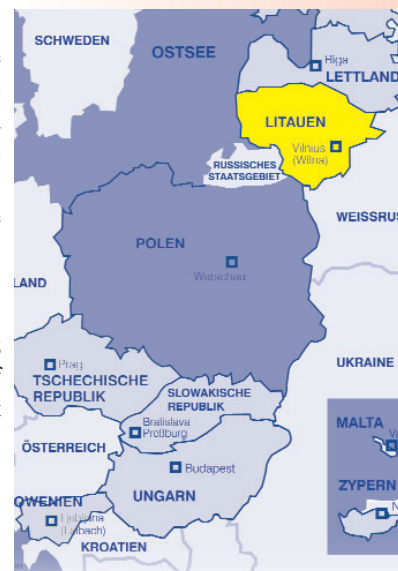 SCHWEDEN
OSTSEE
Riga
LETTLAND
LITAUEN
Vilnius
(Wilna)
RUSSISCHES
STAATSGEBIET
WEISSRUS
POLEN
Warschau
LAND
UKRAINE
Prag
TSCHECHISCHE
REPUBLIK
SLOWAKISCHE
REPUBLIK
Bratislava
Preßburg
MALTA
ÖSTERREICH
Budapest
ZYPERN
UNGARN
OWENIEN
Ljubljana
(Laibach)
KROATIEN